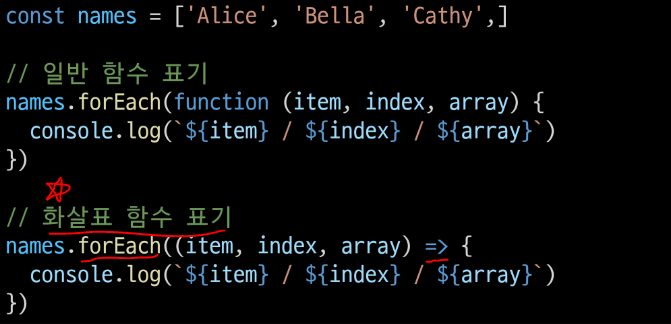 const names = ['Alice', 'Bella', 'Cathy',]
// 일반 함수 표기
names.forEach(function (item, index, array) {
  console.log(`${item} / ${index} / ${array}`)
})
// 화살표 함수 표기
names.forEach((item, index, array) => {
  console.log(`${item} / ${index} / ${array}`)
})